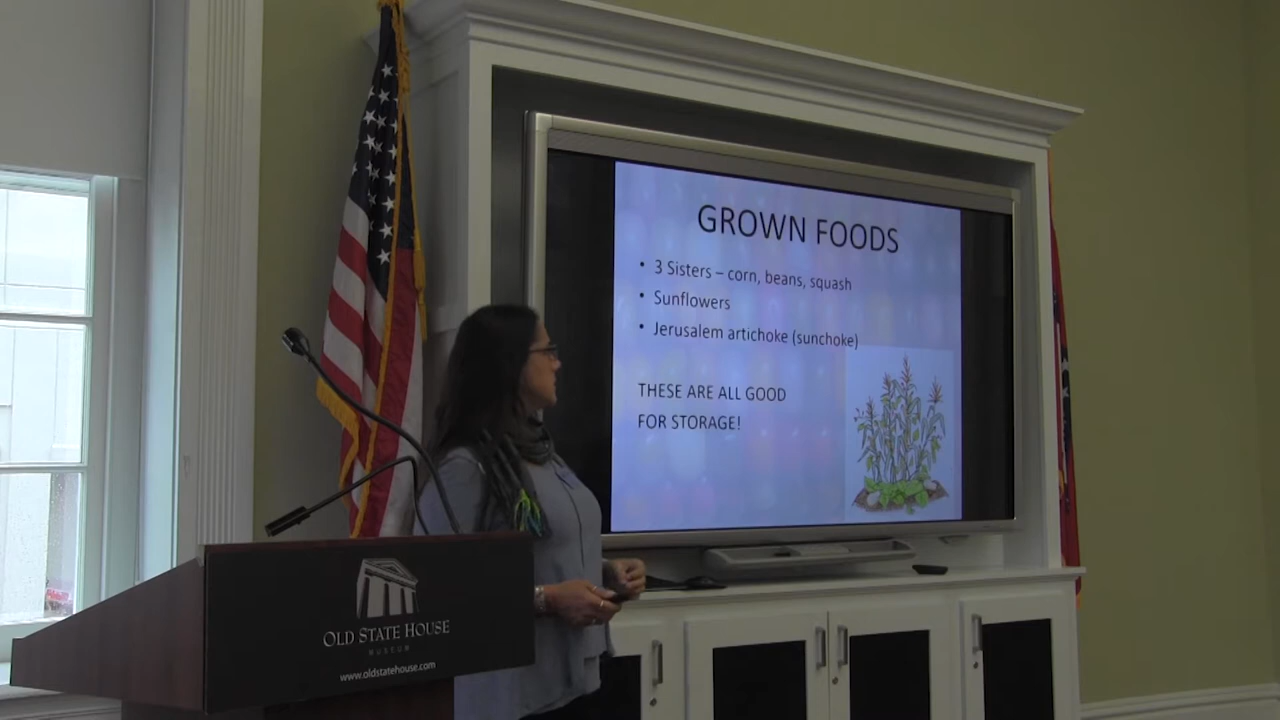 GROWN FOODS
• 3 Sisters – corn, beans, squash
• Sunflowers
• Jerusalem artichoke (sunchoke)
THESE ARE ALL GOOD
FOR STORAGE!
OLD STATE HOUSE
MUSEUM
www.oldstatehouse.com